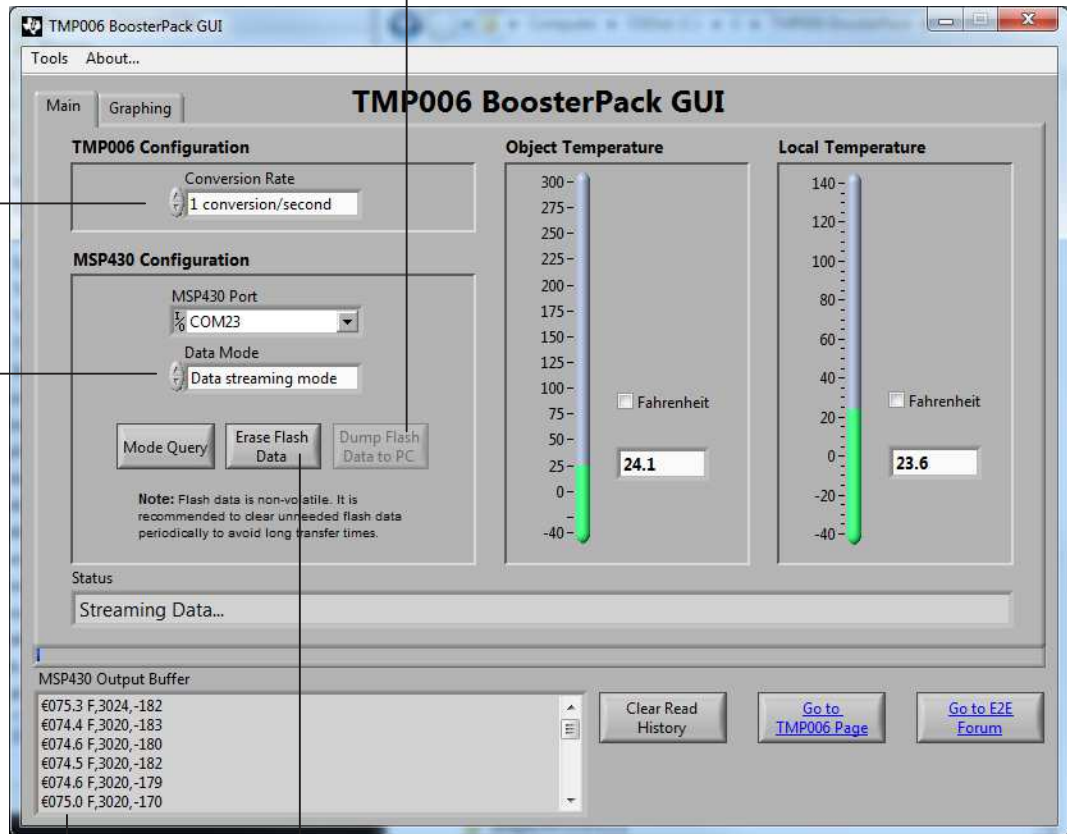 TMP006 BoosterPack GUI
Tools About...
Main Graphing
TMP006 BoosterPack GUI
TMP006 Configuration
Conversion Rate
1 conversion/second
MSP430 Configuration
MSP430 Port
COM23
Data Mode
Data streaming mode
Mode Query
Erase Flash
Data
Dump Flash
Data to PC
Note: Flash data is non-volatile. It is
recommended to clear unneeded flash data
periodically to avoid long transfer times.
Object Temperature
300
275
250
225
200
175
150
125
100
75
50
25
0
-40
Fahrenheit
24.1
Local Temperature
140
120
100
80
60
40
20
0
-20
-40
Fahrenheit
23.6
Status
Streaming Data...
MSP430 Output Buffer
€075.3 F,3024,-182
€074.4 F,3020,-183
€074.6 F,3020,-180
€074.5 F,3020,-182
€074.6 F,3020,-179
€075.0 F,3020,-170
Clear Read
History
Go to
TMP006 Page
Go to E2E
Forum